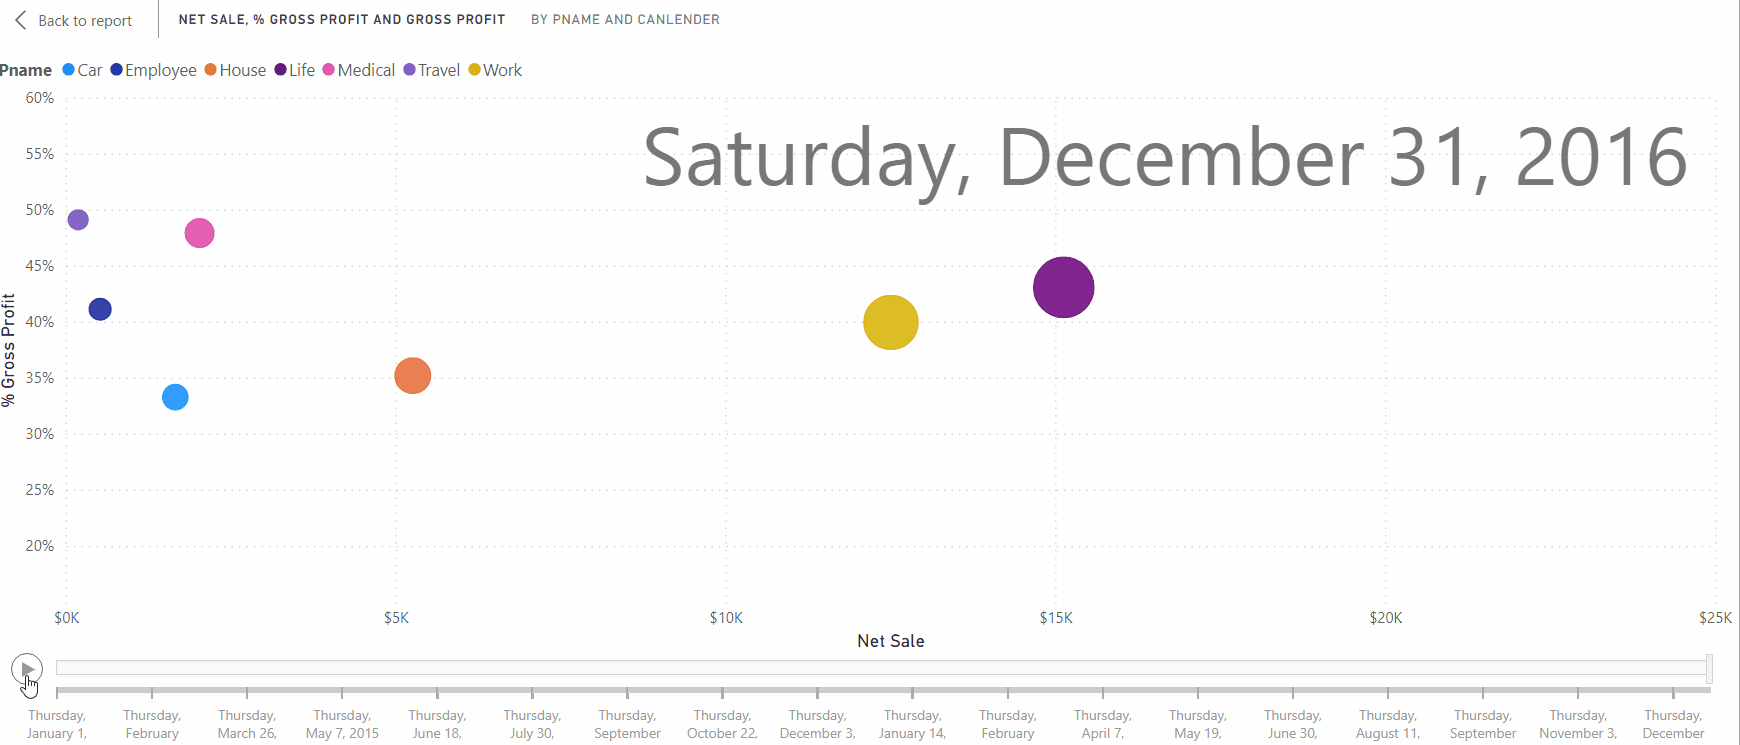 Back to report
NET SALE, % GROSS PROFIT AND GROSS PROFIT BY PNAME AND CANLENDER
Pname Car Employee House Life Medical Travel Work
Saturday, December 31, 2016
60%
55%
50%
45%
40%
35%
30%
25%
20%
% Gross Profit
$0K $5K $10K $15K $20K $25K
Net Sale
Thursday, Thursday, Thursday, Thursday, Thursday, Thursday, Thursday, Thursday, Thursday, Thursday, Thursday, Thursday, Thursday, Thursday, Thursday, Thursday, Thursday, Thursday,
January 1, February March 26, May 7, 2015 June 18, July 30, September October 22, December 3, January 14, February April 7, May 19, June 30, August 11, September November 3, December